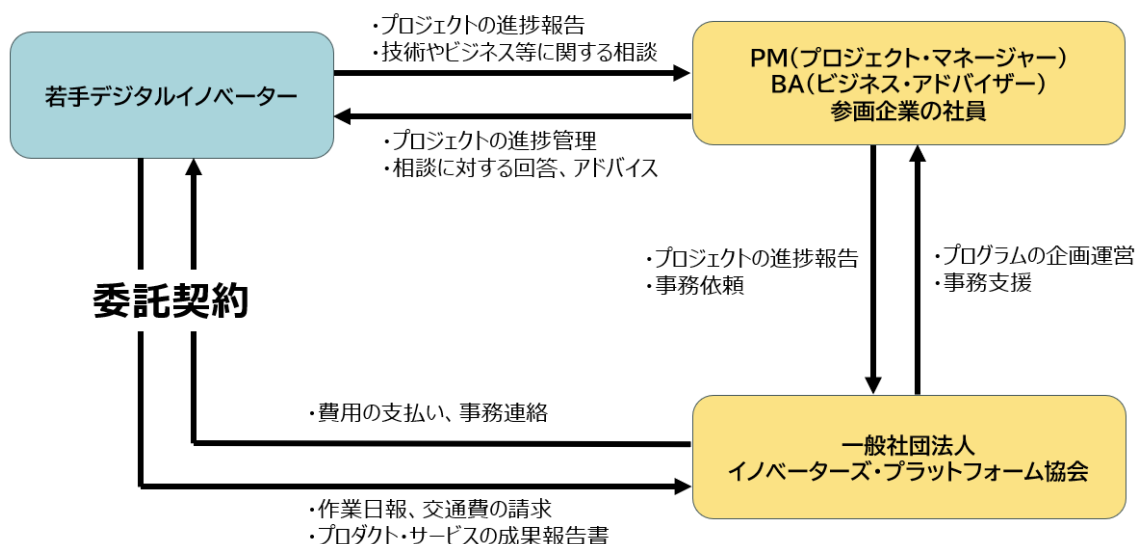 ・プロジェクトの進捗報告
・技術やビジネス等に関する相談
若手デジタルイノベーター
PM(プロジェクト・マネージャー)
BA(ビジネス・アドバイザー)
参画企業の社員
・プロジェクトの進捗管理
・相談に対する回答、アドバイス
・プロジェクトの進捗報告
・事務依頼
・プログラムの企画運営
・事務支援
委託契約
・費用の支払い、事務連絡
一般社団法人
イノベーターズ・プラットフォーム協会
・作業日報、交通費の請求
・プロダクト・サービスの成果報告書